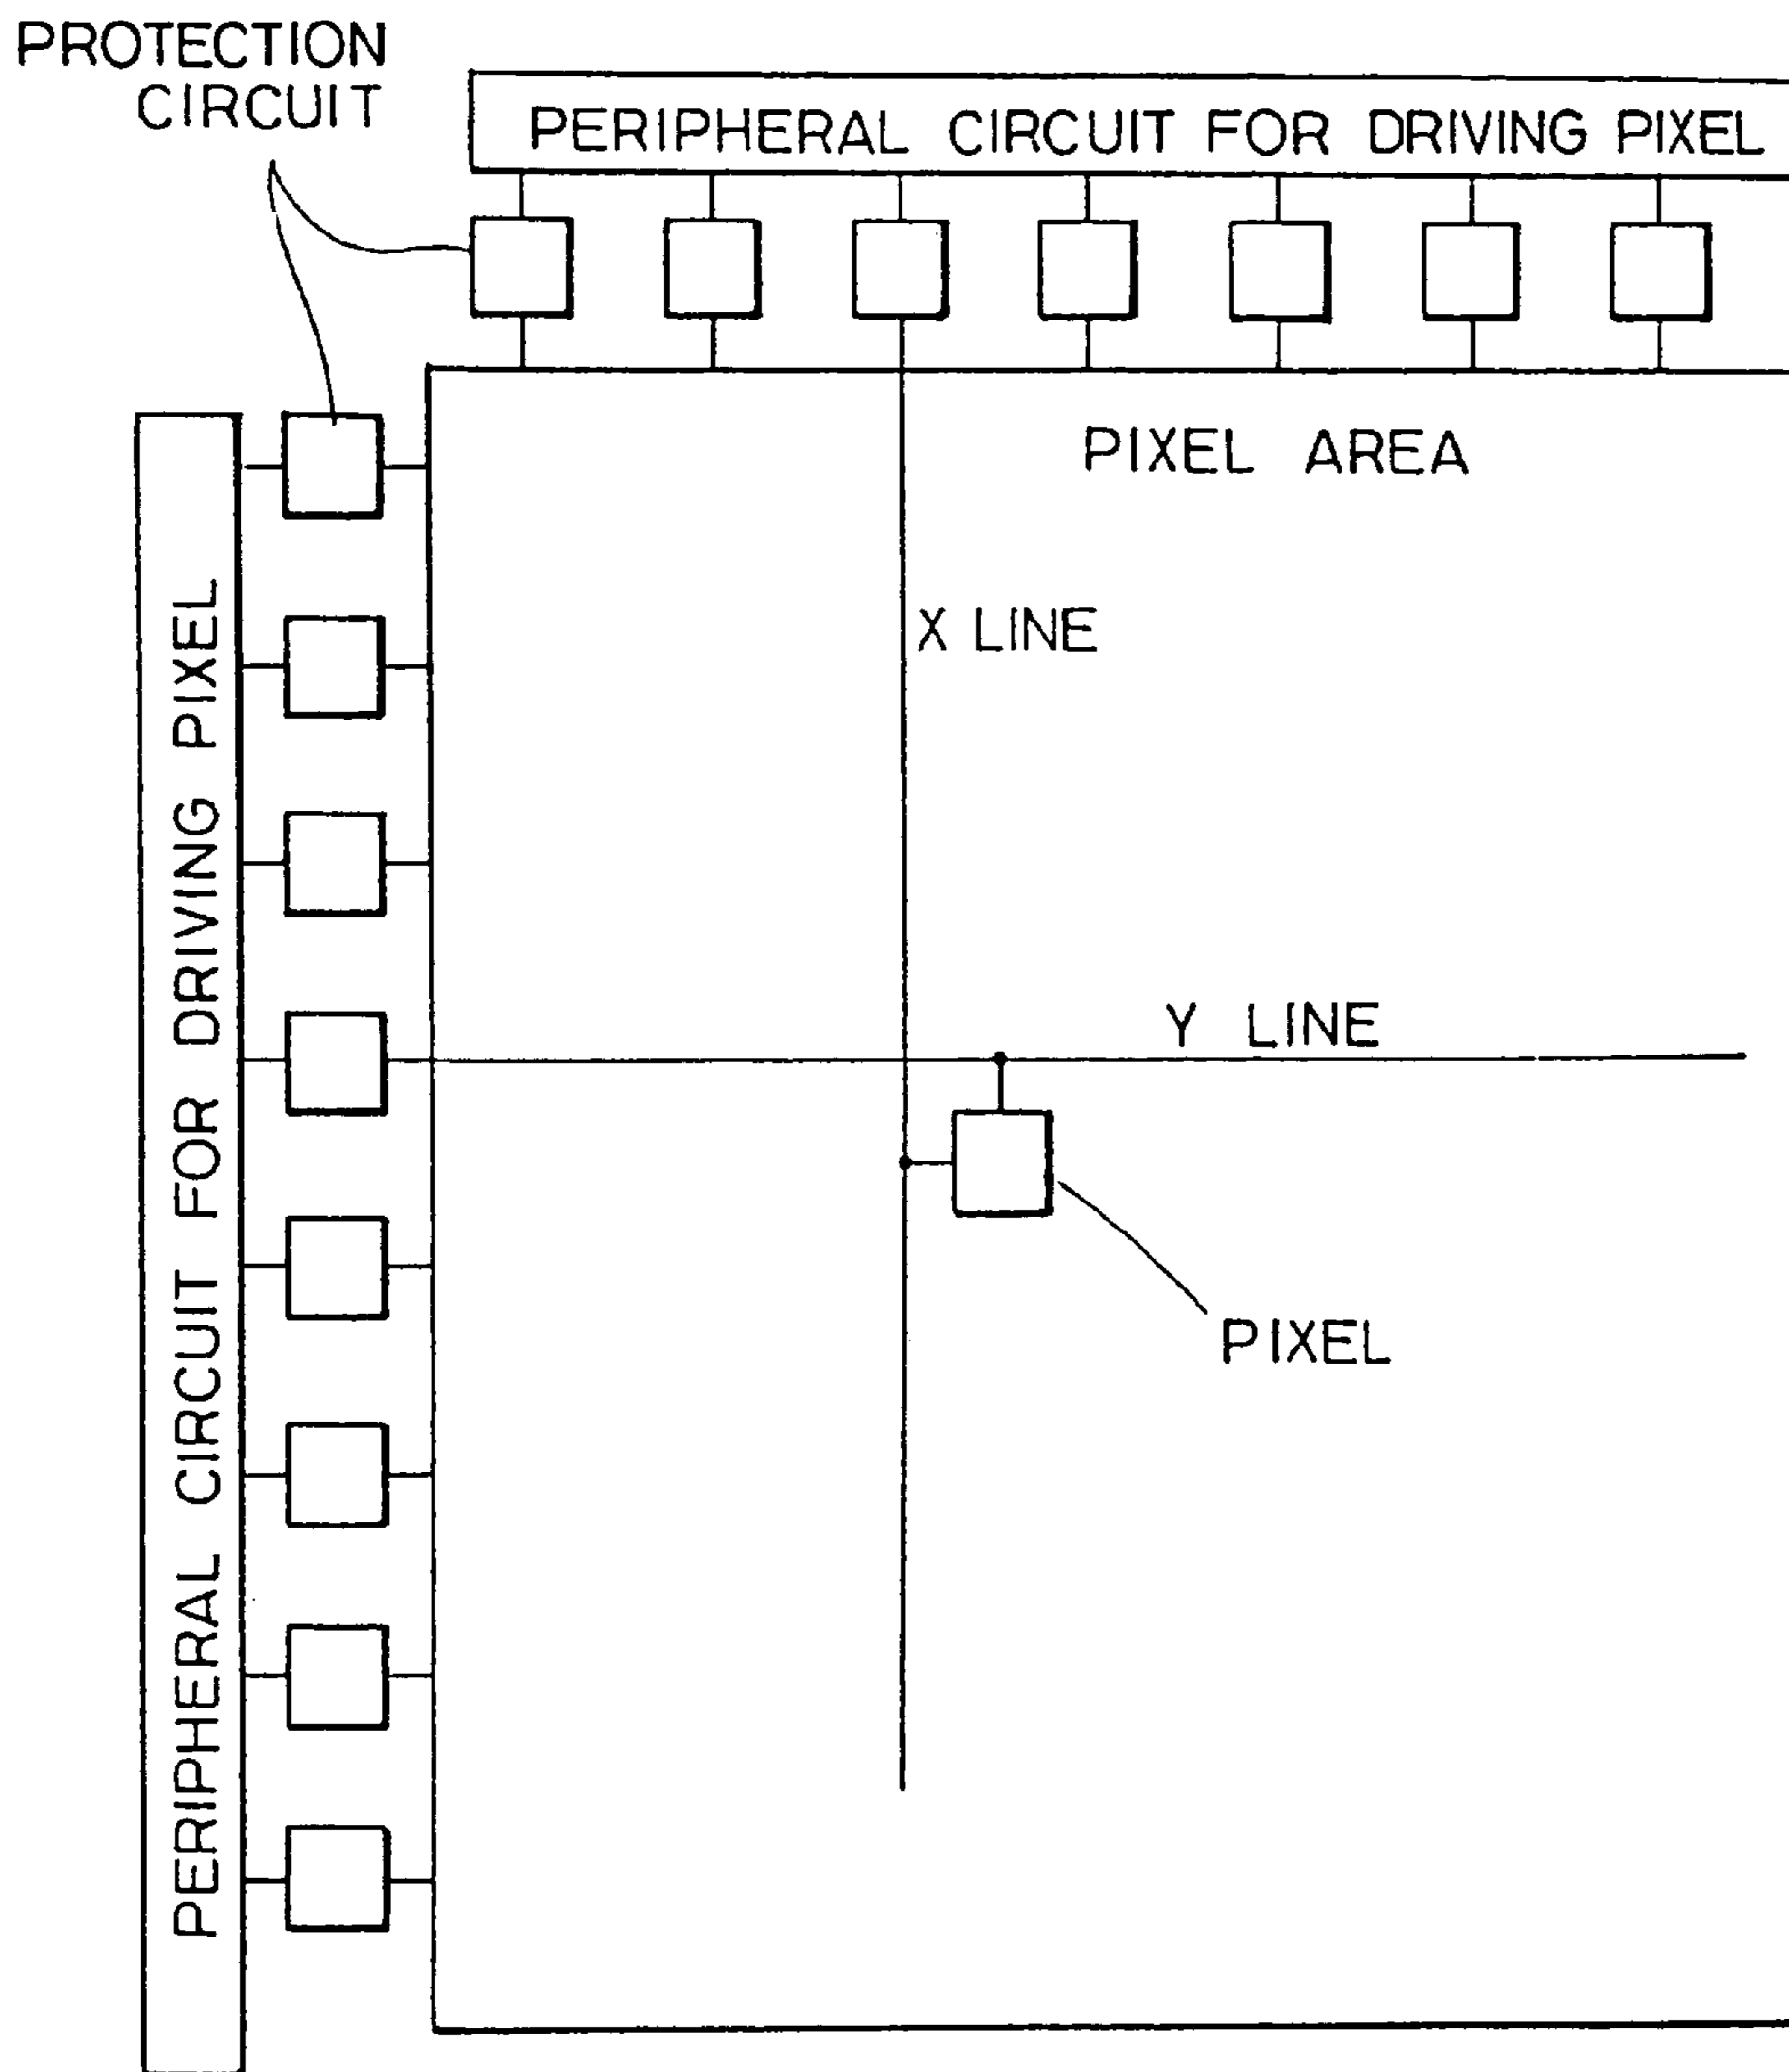 PROTECTION
CIRCUIT
PERIPHERAL CIRCUIT FOR DRIVING PIXEL
PIXEL AREA
X LINE
Y LINE
PIXEL
PERIPHERAL CIRCUIT FOR DRIVING PIXEL